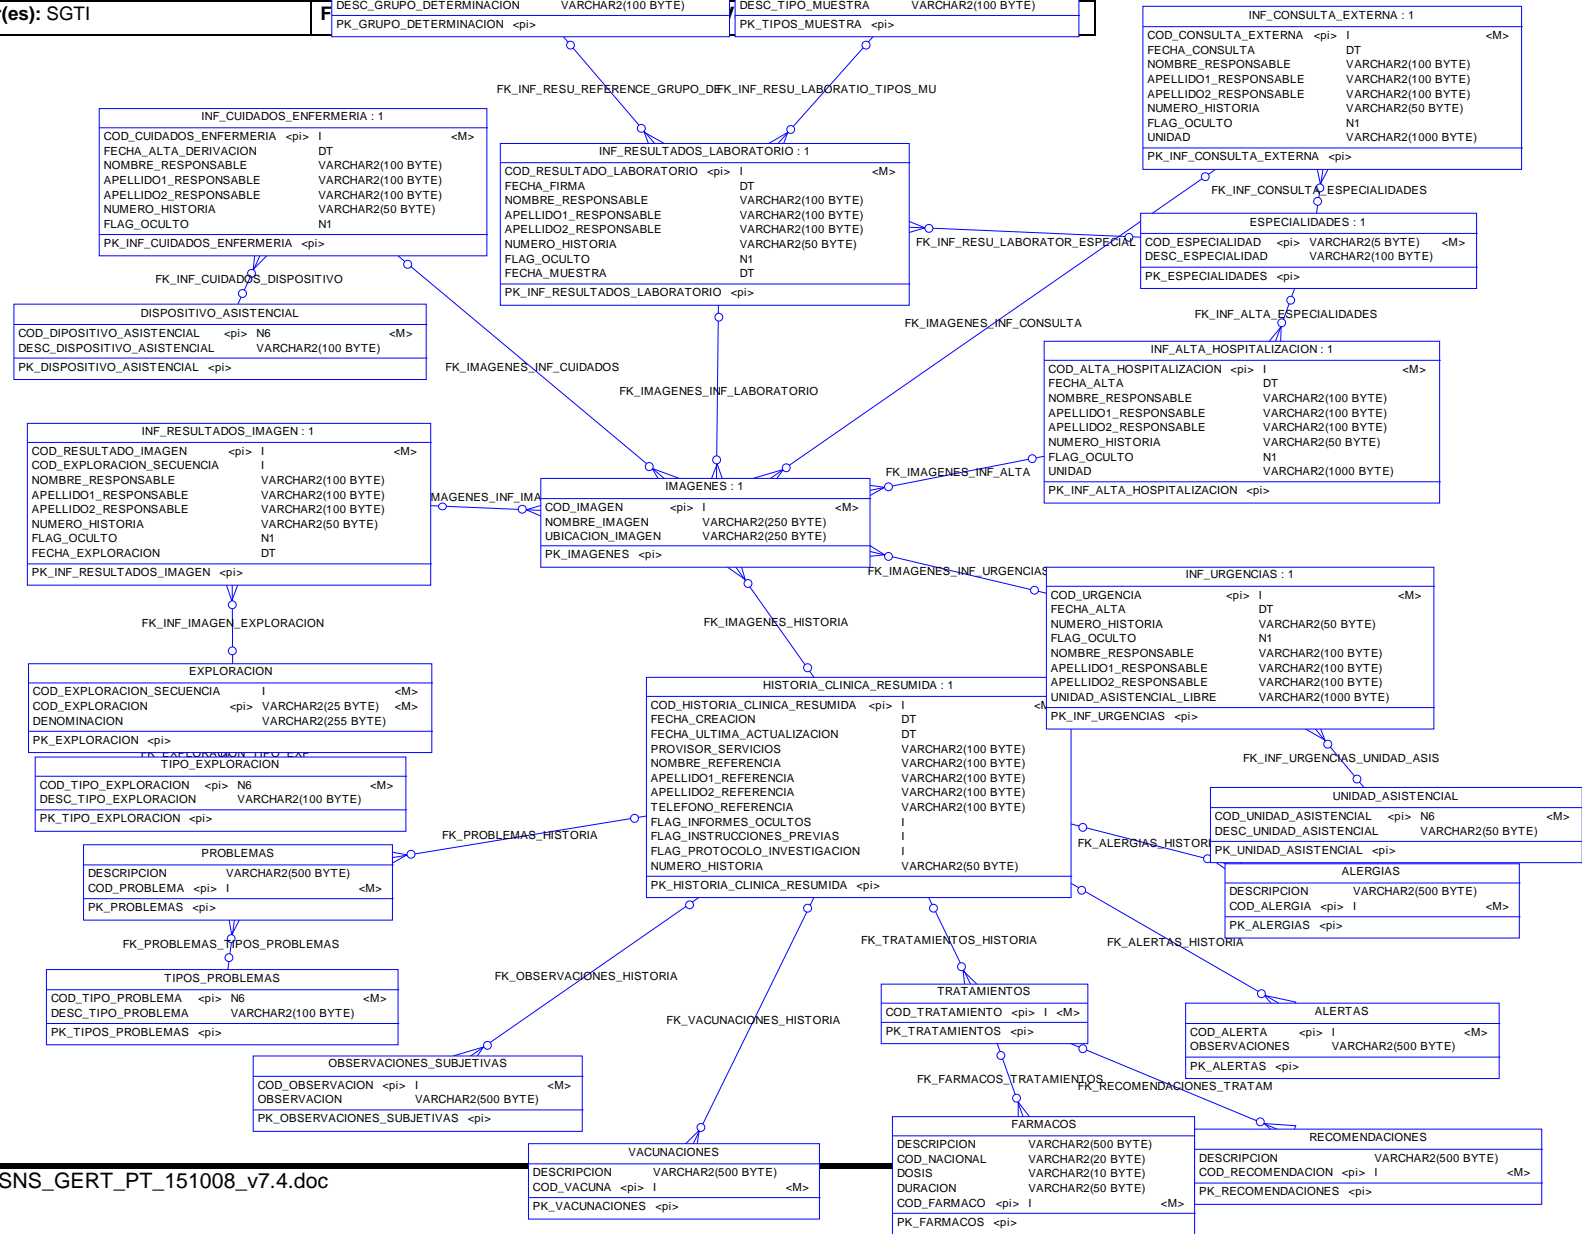 r(es): SGTI
F
DESC_GRUPO_DETERMINACION VARCHAR2(100 BYTE)
PK_GRUPO_DETERMINACION <pi>
DESC_TIPO_MUESTRA VARCHAR2(100 BYTE)
PK_TIPOS_MUESTRA <pi>
INF_CONSULTA_EXTERNA : 1
COD_CONSULTA_EXTERNA <pi> I <M>
FECHA_CONSULTA DT
NOMBRE_RESPONSABLE VARCHAR2(100 BYTE)
APELLIDO1_RESPONSABLE VARCHAR2(100 BYTE)
APELLIDO2_RESPONSABLE VARCHAR2(100 BYTE)
NUMERO_HISTORIA VARCHAR2(50 BYTE)
FLAG_OCULTO N1
UNIDAD VARCHAR2(1000 BYTE)
PK_INF_CONSULTA_EXTERNA <pi>
FK_INF_RESU_REFERENCE_GRUPO_DE
FK_INF_RESU_LABORATIO_TIPOS_MU
INF_CUIDADOS_ENFERMERIA : 1
COD_CUIDADOS_ENFERMERIA <pi> I <M>
FECHA_ALTA_DERIVACION DT
NOMBRE_RESPONSABLE VARCHAR2(100 BYTE)
APELLIDO1_RESPONSABLE VARCHAR2(100 BYTE)
APELLIDO2_RESPONSABLE VARCHAR2(100 BYTE)
NUMERO_HISTORIA VARCHAR2(50 BYTE)
FLAG_OCULTO N1
PK_INF_CUIDADOS_ENFERMERIA <pi>
INF_RESULTADOS_LABORATORIO : 1
COD_RESULTADO_LABORATORIO <pi> I <M>
FECHA_FIRMA DT
NOMBRE_RESPONSABLE VARCHAR2(100 BYTE)
APELLIDO1_RESPONSABLE VARCHAR2(100 BYTE)
APELLIDO2_RESPONSABLE VARCHAR2(100 BYTE)
NUMERO_HISTORIA VARCHAR2(50 BYTE)
FLAG_OCULTO N1
FECHA_MUESTRA DT
PK_INF_RESULTADOS_LABORATORIO <pi>
FK_INF_CONSULTA_ESPECIALIDADES
FK_INF_RESU_LABORATOR_ESPECIAL
ESPECIALIDADES : 1
COD_ESPECIALIDAD <pi> VARCHAR2(5 BYTE) <M>
DESC_ESPECIALIDAD VARCHAR2(100 BYTE)
PK_ESPECIALIDADES <pi>
FK_INF_CUIDADOS_DISPOSITIVO
DISPOSITIVO_ASISTENCIAL
COD_DIPOSITIVO_ASISTENCIAL <pi> N6 <M>
DESC_DISPOSITIVO_ASISTENCIAL VARCHAR2(100 BYTE)
PK_DISPOSITIVO_ASISTENCIAL <pi>
FK_INF_ALTA_ESPECIALIDADES
FK_IMAGENES_INF_CONSULTA
FK_IMAGENES_INF_CUIDADOS
FK_IMAGENES_INF_LABORATORIO
INF_ALTA_HOSPITALIZACION : 1
COD_ALTA_HOSPITALIZACION <pi> I <M>
FECHA_ALTA DT
NOMBRE_RESPONSABLE VARCHAR2(100 BYTE)
APELLIDO1_RESPONSABLE VARCHAR2(100 BYTE)
APELLIDO2_RESPONSABLE VARCHAR2(100 BYTE)
NUMERO_HISTORIA VARCHAR2(50 BYTE)
FLAG_OCULTO N1
UNIDAD VARCHAR2(1000 BYTE)
PK_INF_ALTA_HOSPITALIZACION <pi>
INF_RESULTADOS_IMAGEN : 1
COD_RESULTADO_IMAGEN <pi> I <M>
COD_EXPLORACION_SECUENCIA I
NOMBRE_RESPONSABLE VARCHAR2(100 BYTE)
APELLIDO1_RESPONSABLE VARCHAR2(100 BYTE)
APELLIDO2_RESPONSABLE VARCHAR2(100 BYTE)
NUMERO_HISTORIA VARCHAR2(50 BYTE)
FLAG_OCULTO N1
FECHA_EXPLORACION DT
PK_INF_RESULTADOS_IMAGEN <pi>
MAGENES_INF_IMA
FK_IMAGENES_INF_ALTA
IMAGENES : 1
COD_IMAGEN <pi> I <M>
NOMBRE_IMAGEN VARCHAR2(250 BYTE)
UBICACION_IMAGEN VARCHAR2(250 BYTE)
PK_IMAGENES <pi>
FK_IMAGENES_INF_URGENCIAS
INF_URGENCIAS : 1
COD_URGENCIA <pi> I <M>
FECHA_ALTA DT
NUMERO_HISTORIA VARCHAR2(50 BYTE)
FLAG_OCULTO N1
NOMBRE_RESPONSABLE VARCHAR2(100 BYTE)
APELLIDO1_RESPONSABLE VARCHAR2(100 BYTE)
APELLIDO2_RESPONSABLE VARCHAR2(100 BYTE)
UNIDAD_ASISTENCIAL_LIBRE VARCHAR2(1000 BYTE)
PK_INF_URGENCIAS <pi>
FK_INF_IMAGEN_EXPLORACION
FK_IMAGENES_HISTORIA
EXPLORACION
COD_EXPLORACION_SECUENCIA I <M>
COD_EXPLORACION <pi> VARCHAR2(25 BYTE) <M>
DENOMINACION VARCHAR2(255 BYTE)
PK_EXPLORACION <pi>
FK_EXPLORACION_TIPO_EXP
TIPO_EXPLORACION
COD_TIPO_EXPLORACION <pi> N6 <M>
DESC_TIPO_EXPLORACION VARCHAR2(100 BYTE)
PK_TIPO_EXPLORACION <pi>
HISTORIA_CLINICA_RESUMIDA : 1
COD_HISTORIA_CLINICA_RESUMIDA <pi> I <M
FECHA_CREACION DT
FECHA_ULTIMA_ACTUALIZACION DT
PROVISOR_SERVICIOS VARCHAR2(100 BYTE)
NOMBRE_REFERENCIA VARCHAR2(100 BYTE)
APELLIDO1_REFERENCIA VARCHAR2(100 BYTE)
APELLIDO2_REFERENCIA VARCHAR2(100 BYTE)
TELEFONO_REFERENCIA VARCHAR2(100 BYTE)
FLAG_INFORMES_OCULTOS I
FLAG_INSTRUCCIONES_PREVIAS I
FLAG_PROTOCOLO_INVESTIGACION I
NUMERO_HISTORIA VARCHAR2(50 BYTE)
PK_HISTORIA_CLINICA_RESUMIDA <pi>
FK_INF_URGENCIAS_UNIDAD_ASIS
UNIDAD_ASISTENCIAL
COD_UNIDAD_ASISTENCIAL <pi> N6 <M>
DESC_UNIDAD_ASISTENCIAL VARCHAR2(50 BYTE)
PK_UNIDAD_ASISTENCIAL <pi>
FK_PROBLEMAS_HISTORIA
FK_ALERGIAS_HISTORI
PROBLEMAS
DESCRIPCION VARCHAR2(500 BYTE)
COD_PROBLEMA <pi> I <M>
PK_PROBLEMAS <pi>
ALERGIAS
DESCRIPCION VARCHAR2(500 BYTE)
COD_ALERGIA <pi> I <M>
PK_ALERGIAS <pi>
FK_PROBLEMAS_TIPOS_PROBLEMAS
FK_TRATAMIENTOS_HISTORIA
FK_ALERTAS_HISTORIA
TIPOS_PROBLEMAS
COD_TIPO_PROBLEMA <pi> N6 <M>
DESC_TIPO_PROBLEMA VARCHAR2(100 BYTE)
PK_TIPOS_PROBLEMAS <pi>
FK_OBSERVACIONES_HISTORIA
FK_VACUNACIONES_HISTORIA
TRATAMIENTOS
COD_TRATAMIENTO <pi> I <M>
PK_TRATAMIENTOS <pi>
ALERTAS
COD_ALERTA <pi> I <M>
OBSERVACIONES VARCHAR2(500 BYTE)
PK_ALERTAS <pi>
OBSERVACIONES_SUBJETIVAS
COD_OBSERVACION <pi> I <M>
OBSERVACION VARCHAR2(500 BYTE)
PK_OBSERVACIONES_SUBJETIVAS <pi>
FK_FARMACOS_TRATAMIENTOS
FK_RECOMENDACIONES_TRATAM
VACUNACIONES
DESCRIPCION VARCHAR2(500 BYTE)
COD_VACUNA <pi> I <M>
PK_VACUNACIONES <pi>
FARMACOS
DESCRIPCION VARCHAR2(500 BYTE)
COD_NACIONAL VARCHAR2(20 BYTE)
DOSIS VARCHAR2(10 BYTE)
DURACION VARCHAR2(50 BYTE)
COD_FARMACO <pi> I <M>
PK_FARMACOS <pi>
RECOMENDACIONES
DESCRIPCION VARCHAR2(500 BYTE)
COD_RECOMENDACION <pi> I <M>
PK_RECOMENDACIONES <pi>
SNS_GERT_PT_151008_v7.4.doc